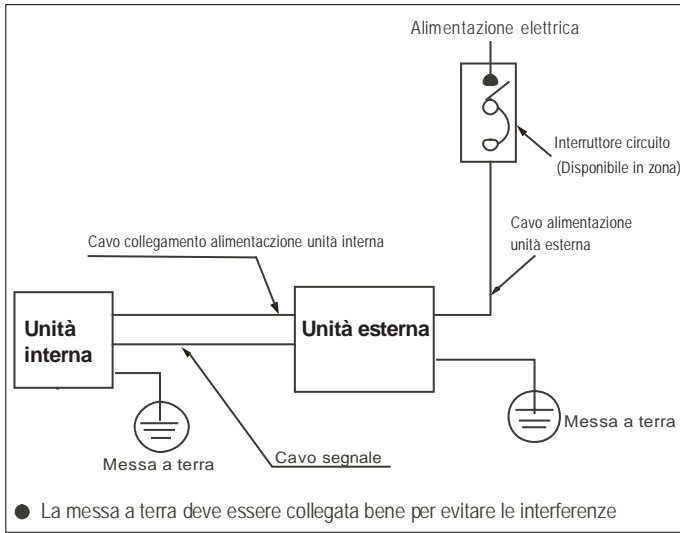 Alimentazione elettrica
Interruttore circuito
(Disponibile in zona)
Cavo alimentazione
unità esterna
Cavo collegamento alimentaczione unità interna
Unità
interna
Unità esterna
Messa a terra
Messa a terra
Cavo segnale
● La messa a terra deve essere collegata bene per evitare le interferenze